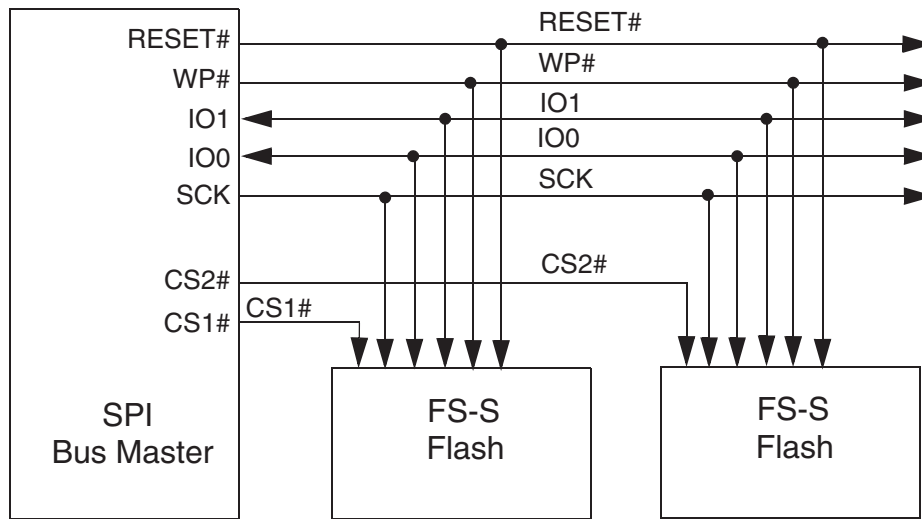 RESET#
RESET#
WP#
WP#
IO1
IO1
IO0
IO0
SCK
SCK
CS2#
CS2#
CS1#
CS1#
SPI
Bus Master
FS-S
Flash
FS-S
Flash